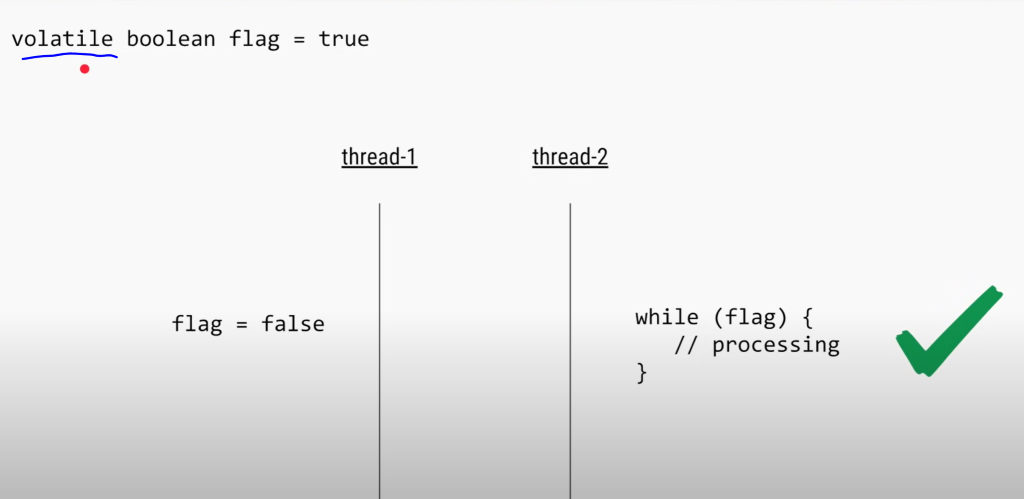 volatile boolean flag = true
thread-1
thread-2
flag = false
while (flag) {
// processing
}